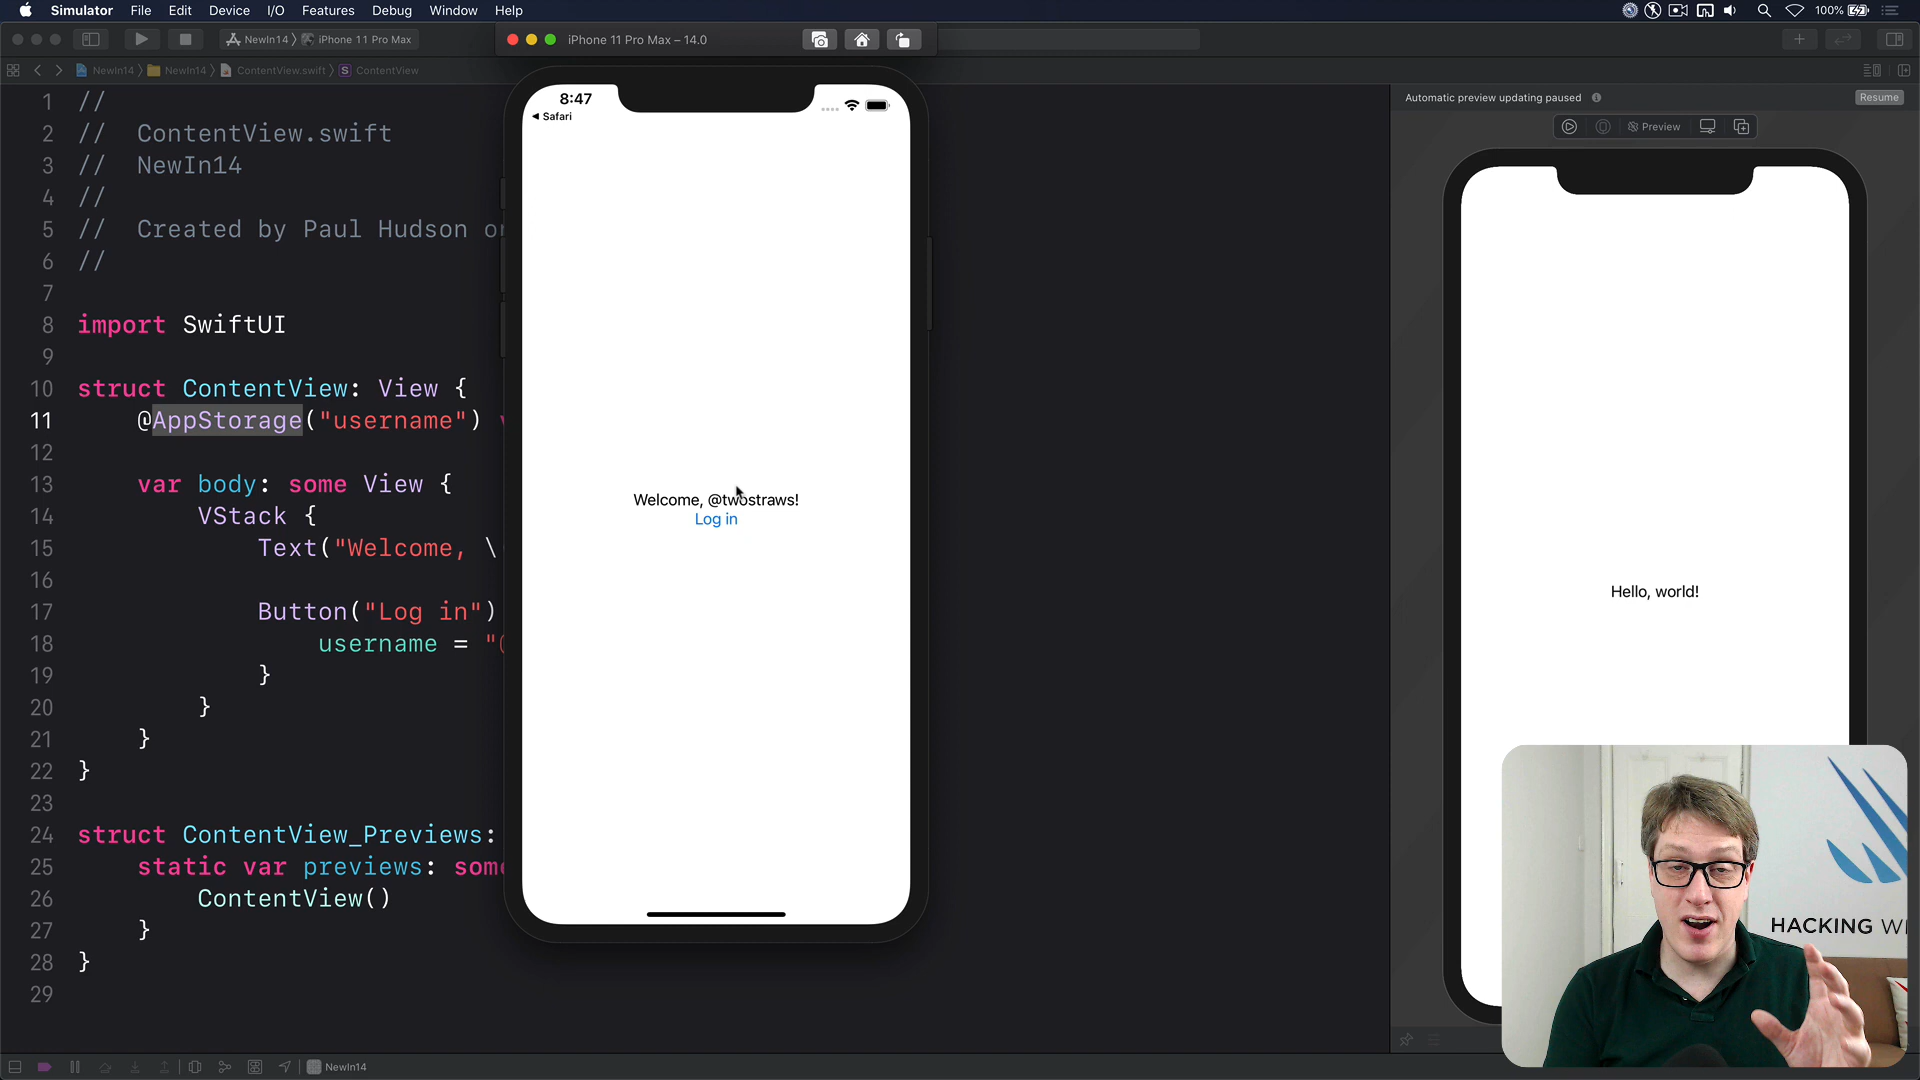 Simulator File Edit View Device I/O Features Debug Window Help
100%
NewIn14 iPhone 11 Pro Max
iPhone 11 Pro Max – 14.0
NewIn14 NewIn14 ContentView.swift S ContentView
Automatic preview updating paused Resume
Preview
1 //
2 // ContentView.swift
3 // NewIn14
4 //
5 // Created by Paul Hudson
6 //
7
8 import SwiftUI
9
10 struct ContentView: View {
11 @AppStorage("username")
12
13 var body: some View {
14 VStack {
15 Text("Welcome, \
16
17 Button("Log in")
18 username = "
19 }
20 }
21 }
22 }
23
24 struct ContentView_Previews:
25 static var previews: some
26 ContentView()
27 }
28 }
29
8:47
Safari
Welcome, @twostraws!
Log in
Hello, world!
HACKING
NewIn14